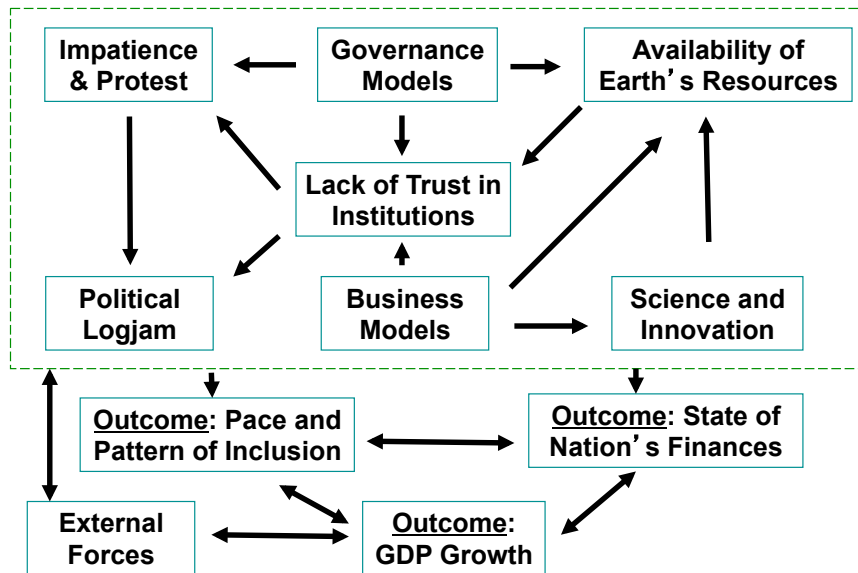 Impatience
& Protest
Governance
Models
Availability of
Earth's Resources
Lack of Trust in
Institutions
Political
Logjam
Business
Models
Science and
Innovation
Outcome: Pace and
Pattern of Inclusion
Outcome: State of
Nation's Finances
External
Forces
Outcome:
GDP Growth